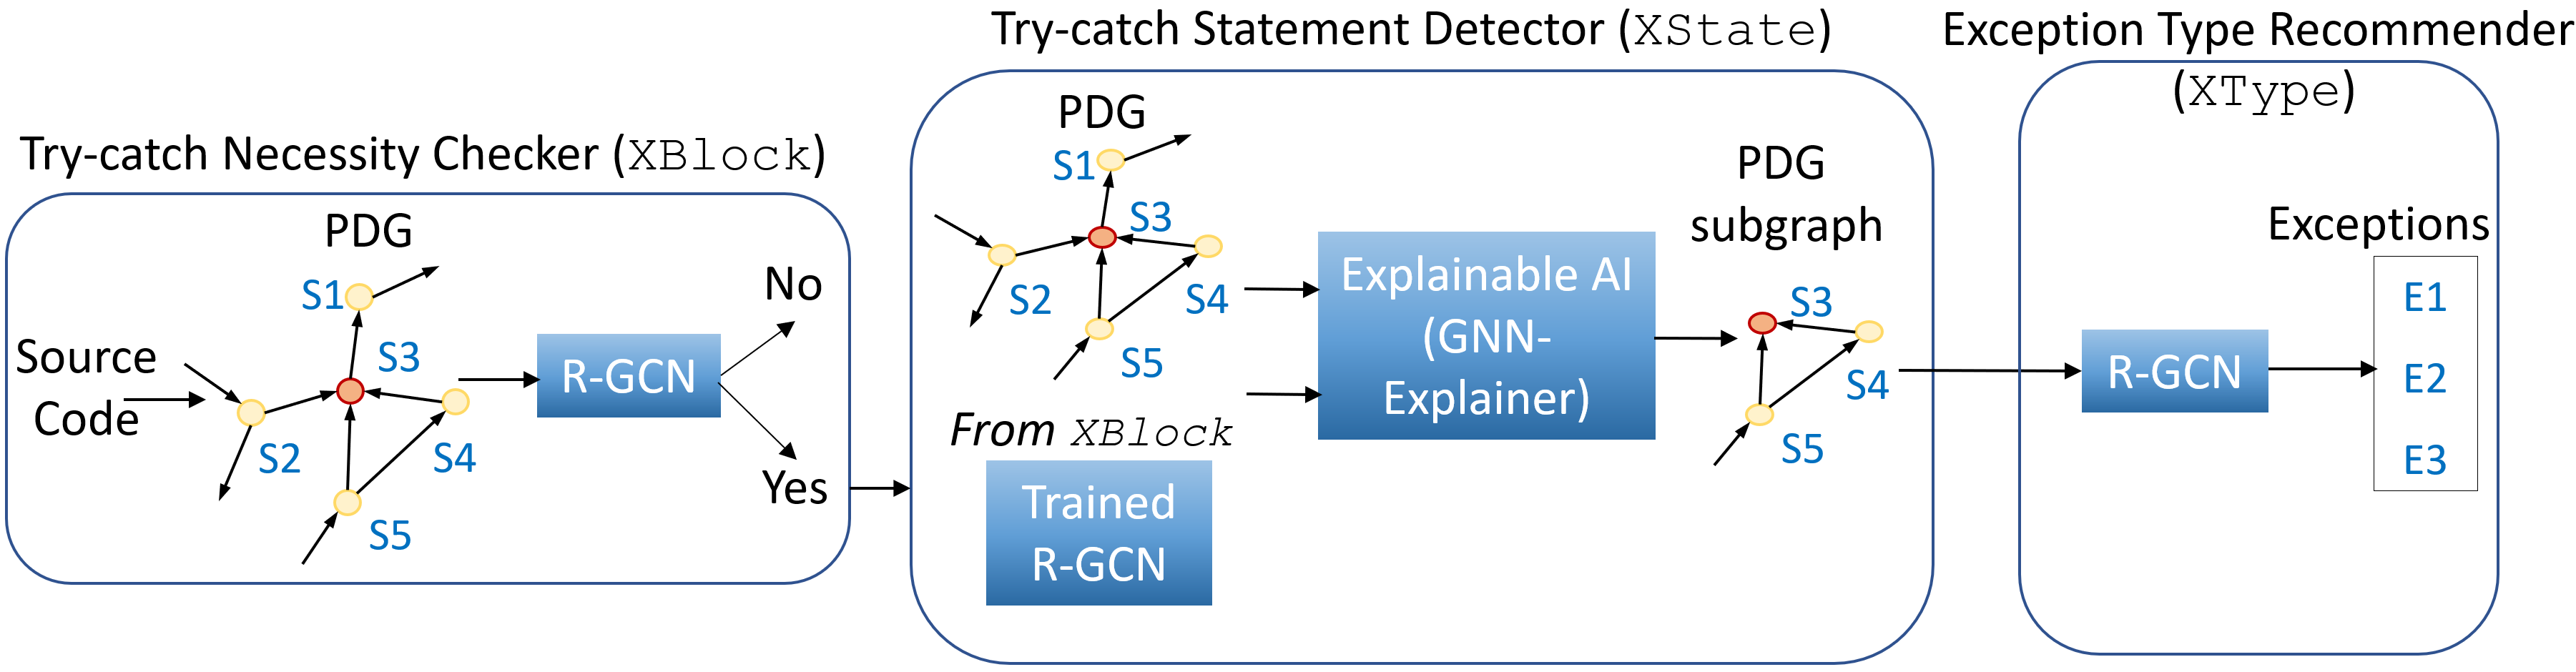 Try-catch Necessity Checker (XBlock)
PDG
S1
S3
Source
Code
S2
S4
S5
R-GCN
No
Yes
Try-catch Statement Detector (XState)
PDG
S1
S3
S2
S4
S5
From XBlock
Trained
R-GCN
Explainable AI
(GNN-
Explainer)
PDG
subgraph
S3
S4
S5
Exception Type Recommender
(XType)
R-GCN
Exceptions
E1
E2
E3